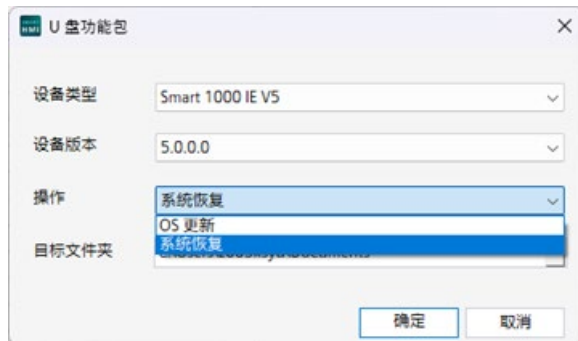 HMI U 盘功能包
设备类型 Smart 1000 IE V5
设备版本 5.0.0.0
操作 系统恢复
OS 更新
系统恢复
目标文件夹
确定 取消